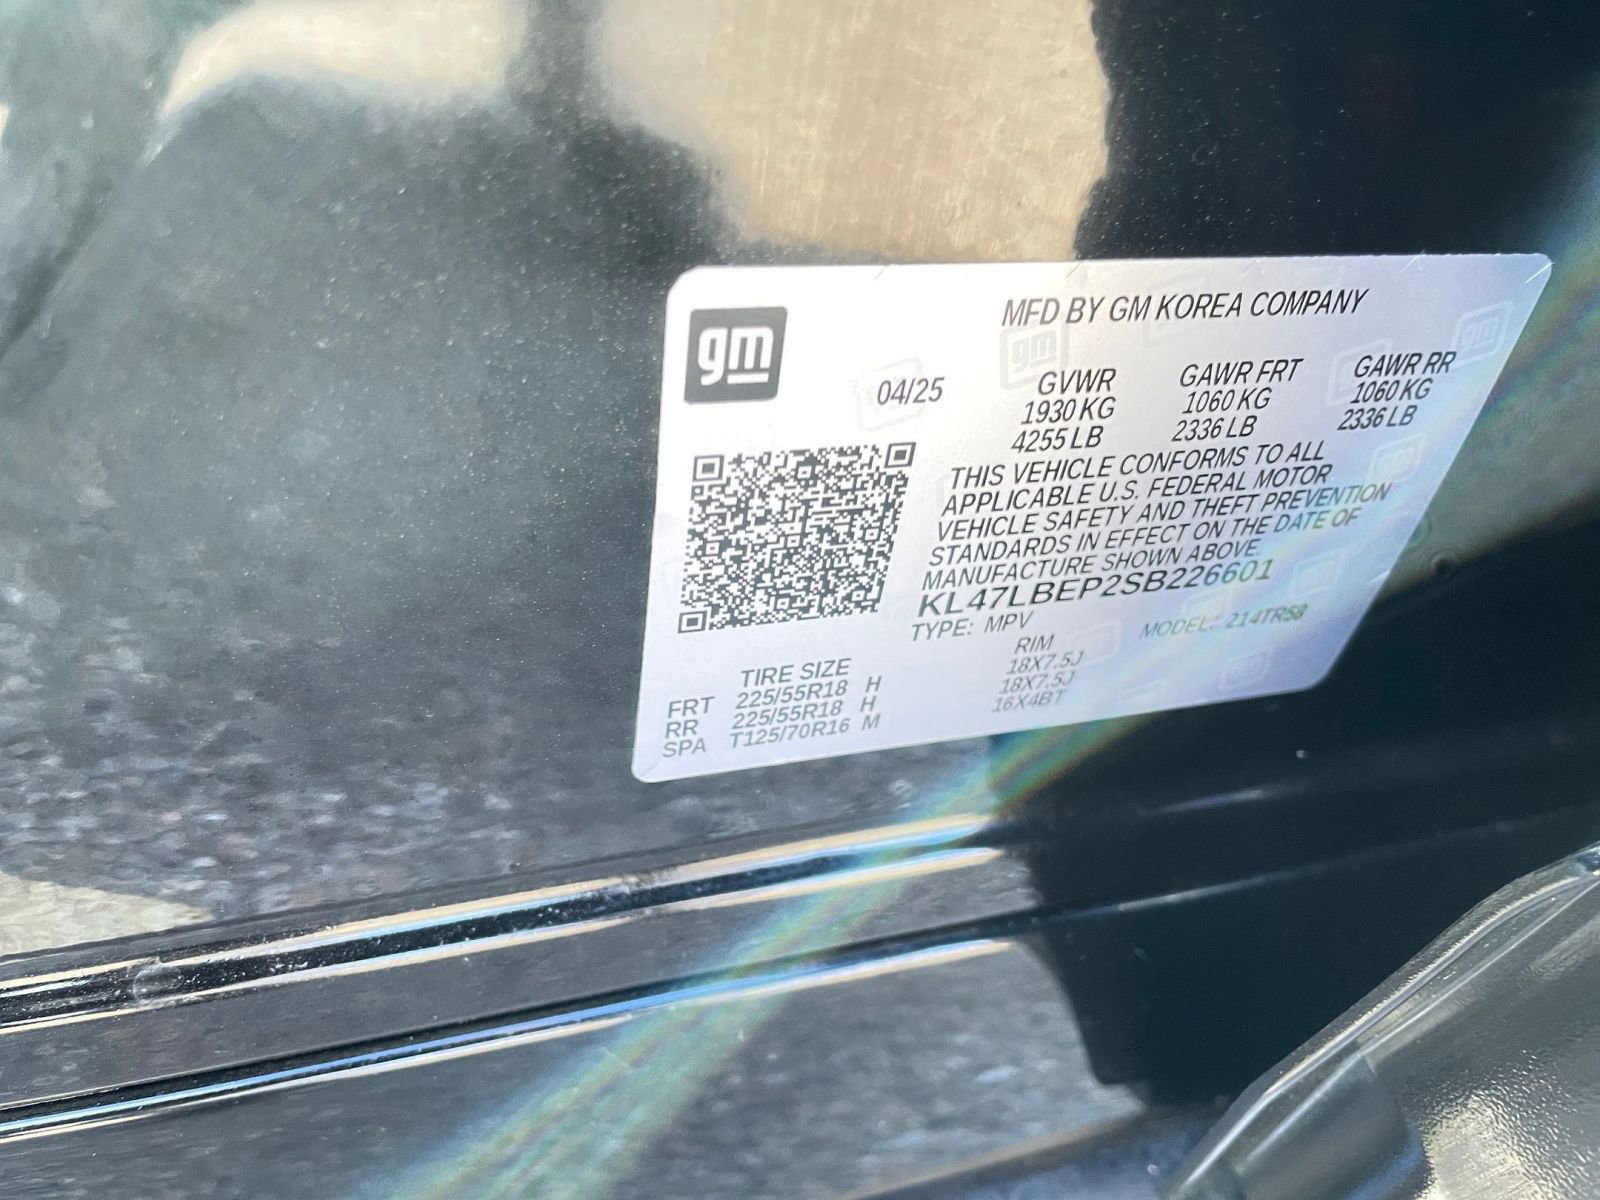 gm
MFD BY GM KOREA COMPANY
04/25
GVWR GAWR FRT GAWR RR
1930 KG 1060 KG 1060 KG
4255 LB 2336 LB 2336 LB
THIS VEHICLE CONFORMS TO ALL
APPLICABLE U.S. FEDERAL MOTOR
VEHICLE SAFETY AND THEFT PREVENTION
STANDARDS IN EFFECT ON THE DATE OF
MANUFACTURE SHOWN ABOVE.
KL47LBEP2SB226601
TYPE: MPV MODEL: 214TR58
TIRE SIZE RIM
FRT 225/55R18 H 18X7.5J
RR 225/55R18 H 18X7.5J
SPA T125/70R16 M 16X4BT